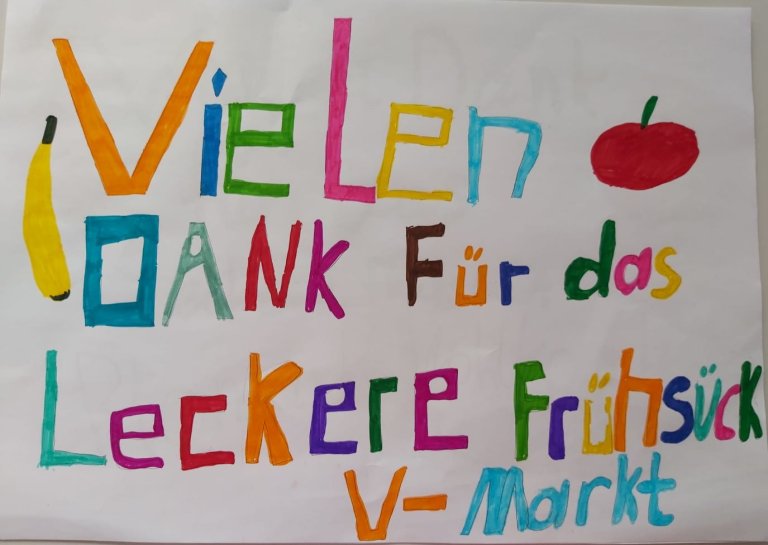 Vielen
DANK Für das
Leckere Frühsück
V-Markt